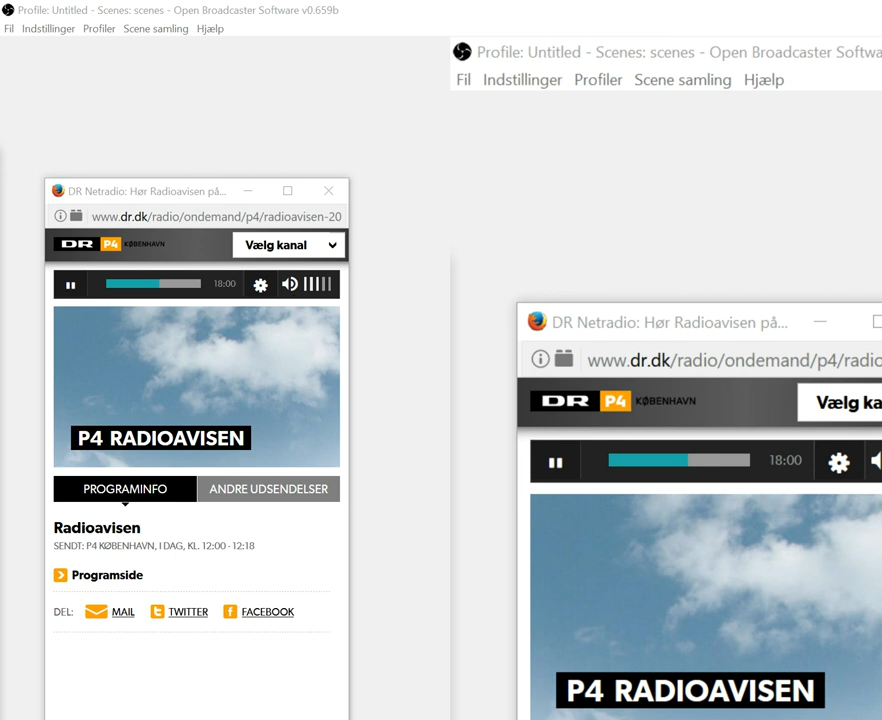 Profile: Untitled - Scenes: scenes - Open Broadcaster Software v0.659b
Fil Indstillinger Profiler Scene samling Hjælp
DR Netradio: Hør Radioavisen på...
www.dr.dk/radio/ondemand/p4/radioavisen-20
DR P4 KØBENHAVN Vælg kanal
18:00
P4 RADIOAVISEN
PROGRAMINFO ANDRE UDSENDELSER
Radioavisen
SENDT: P4 KØBENHAVN, I DAG, KL. 12:00 - 12:18
Programside
DEL: MAIL TWITTER FACEBOOK
Profile: Untitled - Scenes: scenes - Open Broadcaster Softwa
Fil Indstillinger Profiler Scene samling Hjælp
DR Netradio: Hør Radioavisen på...
www.dr.dk/radio/ondemand/p4/radio
DR P4 KØBENHAVN Vælg ka
18:00
P4 RADIOAVISEN